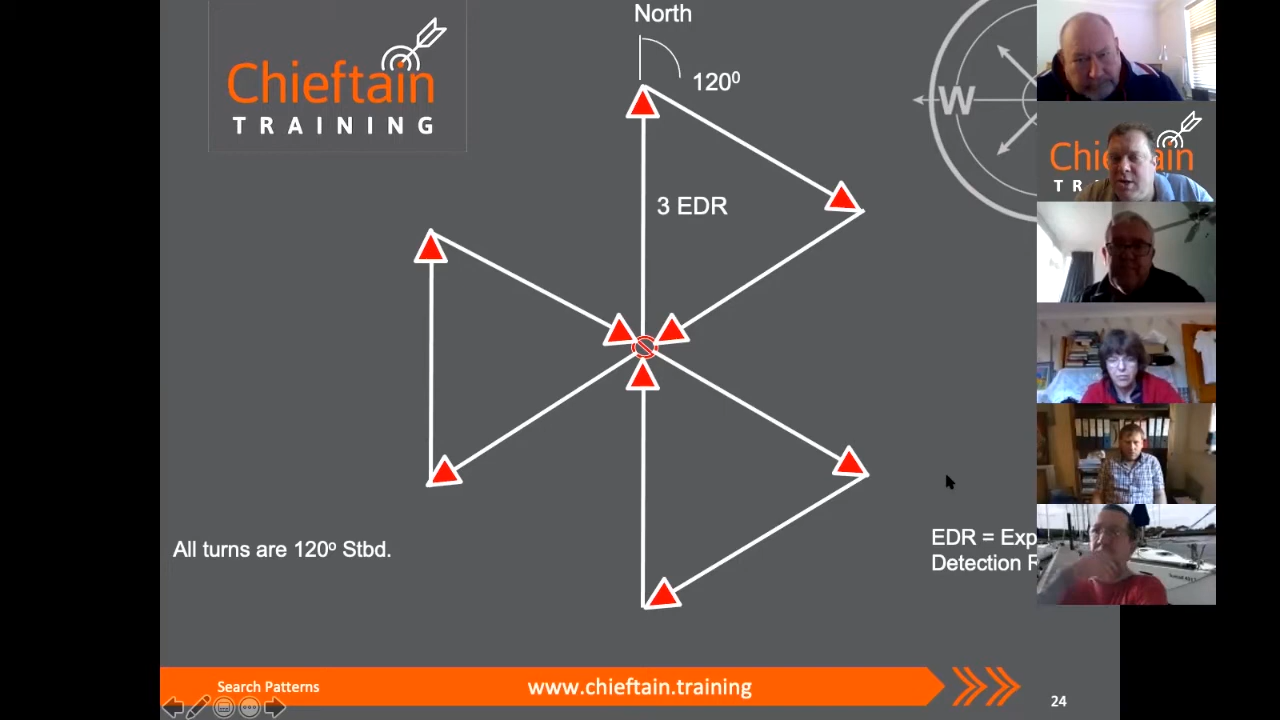 North
120⁰
Chieftain
TRAINING
W
3 EDR
All turns are 120º Stbd.
EDR = Exp
Detection R
Search Patterns
www.chieftain.training
24